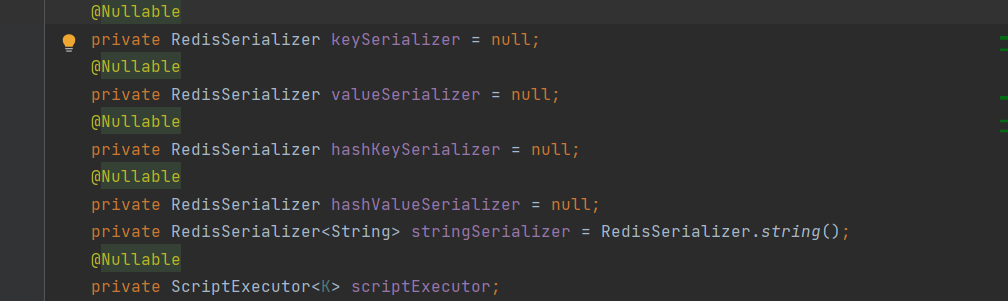 @Nullable
private RedisSerializer keySerializer = null;
@Nullable
private RedisSerializer valueSerializer = null;
@Nullable
private RedisSerializer hashKeySerializer = null;
@Nullable
private RedisSerializer hashValueSerializer = null;
private RedisSerializer<String> stringSerializer = RedisSerializer.string();
@Nullable
private ScriptExecutor<K> scriptExecutor;